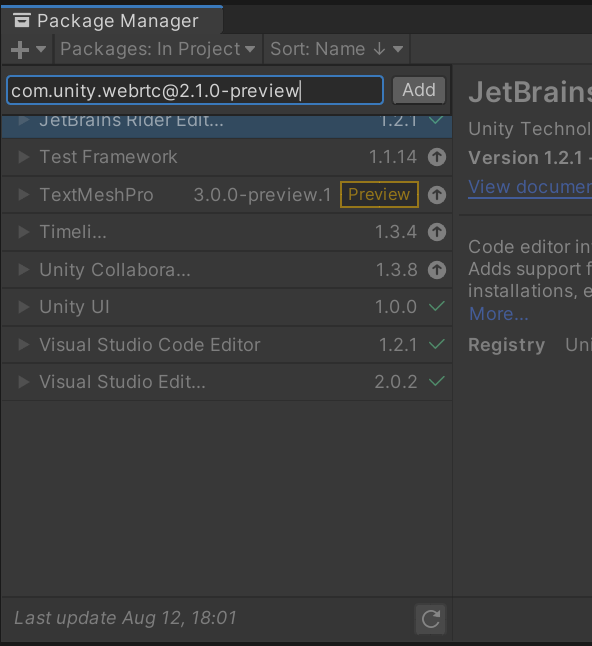 Package Manager
Packages: In Project Sort: Name
com.unity.webrtc@2.1.0-preview Add
JetBrains Rider Edit... 1.2.1
Test Framework 1.1.14
TextMeshPro 3.0.0-preview.1 Preview
Timeli... 1.3.4
Unity Collabora... 1.3.8
Unity UI 1.0.0
Visual Studio Code Editor 1.2.1
Visual Studio Edit... 2.0.2
Last update Aug 12, 18:01
JetBrains
Unity Technol
Version 1.2.1 -
View documen
Code editor in
Adds support f
installations, e
More...
Registry Uni